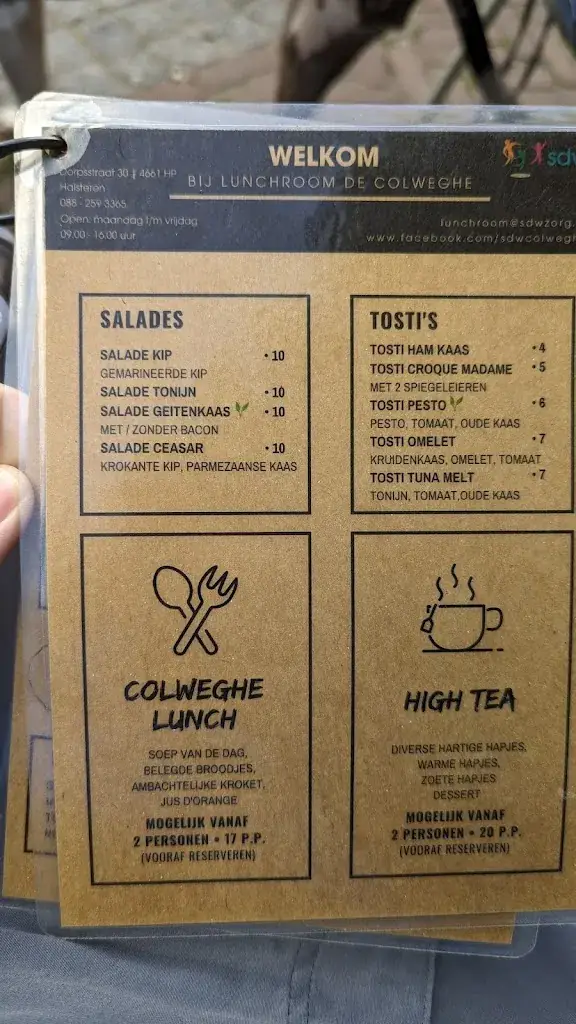 WELKOM
BIJ LUNCHROOM DE COLWEGHE
Dorpsstraat 30 | 4661 HP
Halsteren
088 - 259 3365
Open: maandag t/m vrijdag
09.00 - 16.00 uur
sdw
lunchroom@sdwzorg.
www.facebook.com/sdwcolwegh
SALADES
SALADE KIP • 10
GEMARINEERDE KIP
SALADE TONIJN • 10
SALADE GEITENKAAS • 10
MET / ZONDER BACON
SALADE CEASAR • 10
KROKANTE KIP, PARMEZAANSE KAAS
TOSTI'S
TOSTI HAM KAAS • 4
TOSTI CROQUE MADAME • 5
MET 2 SPIEGELEIEREN
TOSTI PESTO • 6
PESTO, TOMAAT, OUDE KAAS
TOSTI OMELET • 7
KRUIDENKAAS, OMELET, TOMAAT
TOSTI TUNA MELT • 7
TONIJN, TOMAAT,OUDE KAAS
COLWEGHE
LUNCH
SOEP VAN DE DAG,
BELEGDE BROODJES,
AMBACHTELIJKE KROKET,
JUS D'ORANGE
MOGELIJK VANAF
2 PERSONEN • 17 P.P.
(VOORAF RESERVEREN)
HIGH TEA
DIVERSE HARTIGE HAPJES,
WARME HAPJES,
ZOETE HAPJES
DESSERT
MOGELIJK VANAF
2 PERSONEN • 20 P.P.
(VOORAF RESERVEREN)